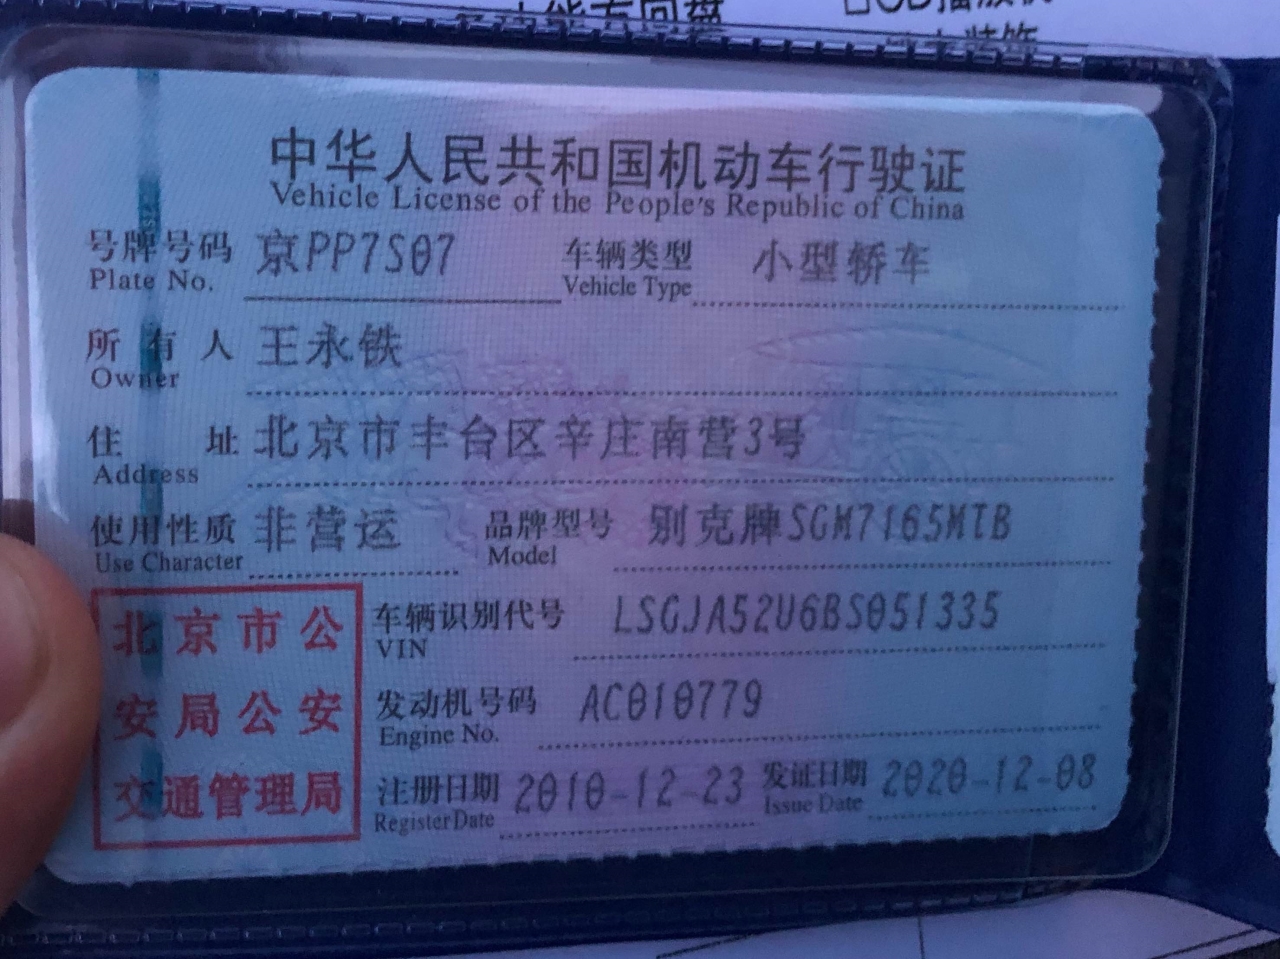 中华人民共和国机动车行驶证
Vehicle License of the People's Republic of China
号牌号码 京PP7S07 车辆类型 小型轿车
Plate No. Vehicle Type
所有人 王永铁
Owner
住址 北京市丰台区辛庄南营3号
Address
使用性质 非营运 品牌型号 别克牌SGM7165MTB
Use Character Model
车辆识别代号 LSGJA52U6BS051335
VIN
发动机号码 AC010779
Engine No.
注册日期 2010-12-23 发证日期 2020-12-08
Register Date Issue Date
北京市公
安局公安
交通管理局